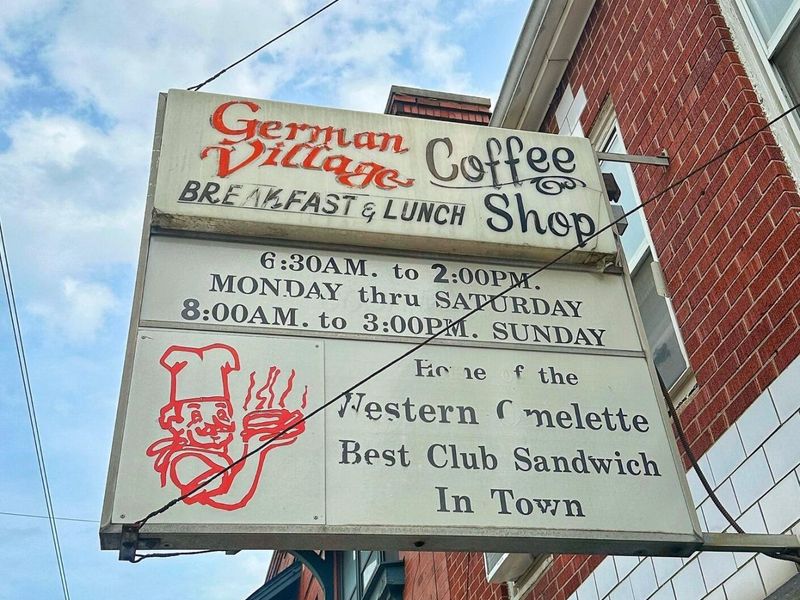 German
Village
BREAKFAST & LUNCH
Coffee
Shop
6:30AM. to 2:00PM.
MONDAY thru SATURDAY
8:00AM. to 3:00PM. SUNDAY
Home of the
Western Omelette
Best Club Sandwich
In Town